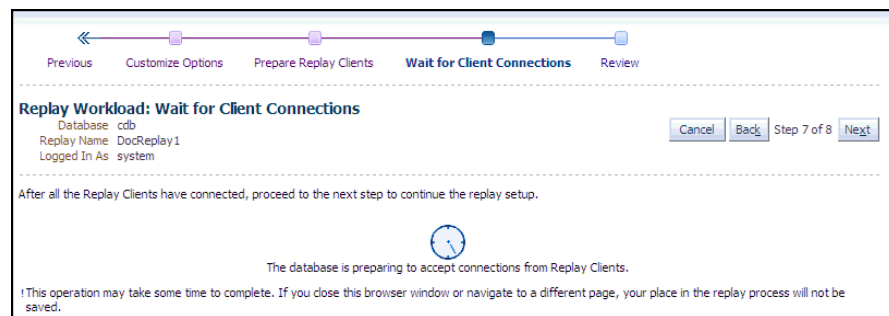 Previous Customize Options Prepare Replay Clients Wait for Client Connections Review
Replay Workload: Wait for Client Connections
Database cdb
Replay Name DocReplay1
Logged In As system
Cancel Back Step 7 of 8 Next
After all the Replay Clients have connected, proceed to the next step to continue the replay setup.
The database is preparing to accept connections from Replay Clients.
!This operation may take some time to complete. If you close this browser window or navigate to a different page, your place in the replay process will not be
saved.